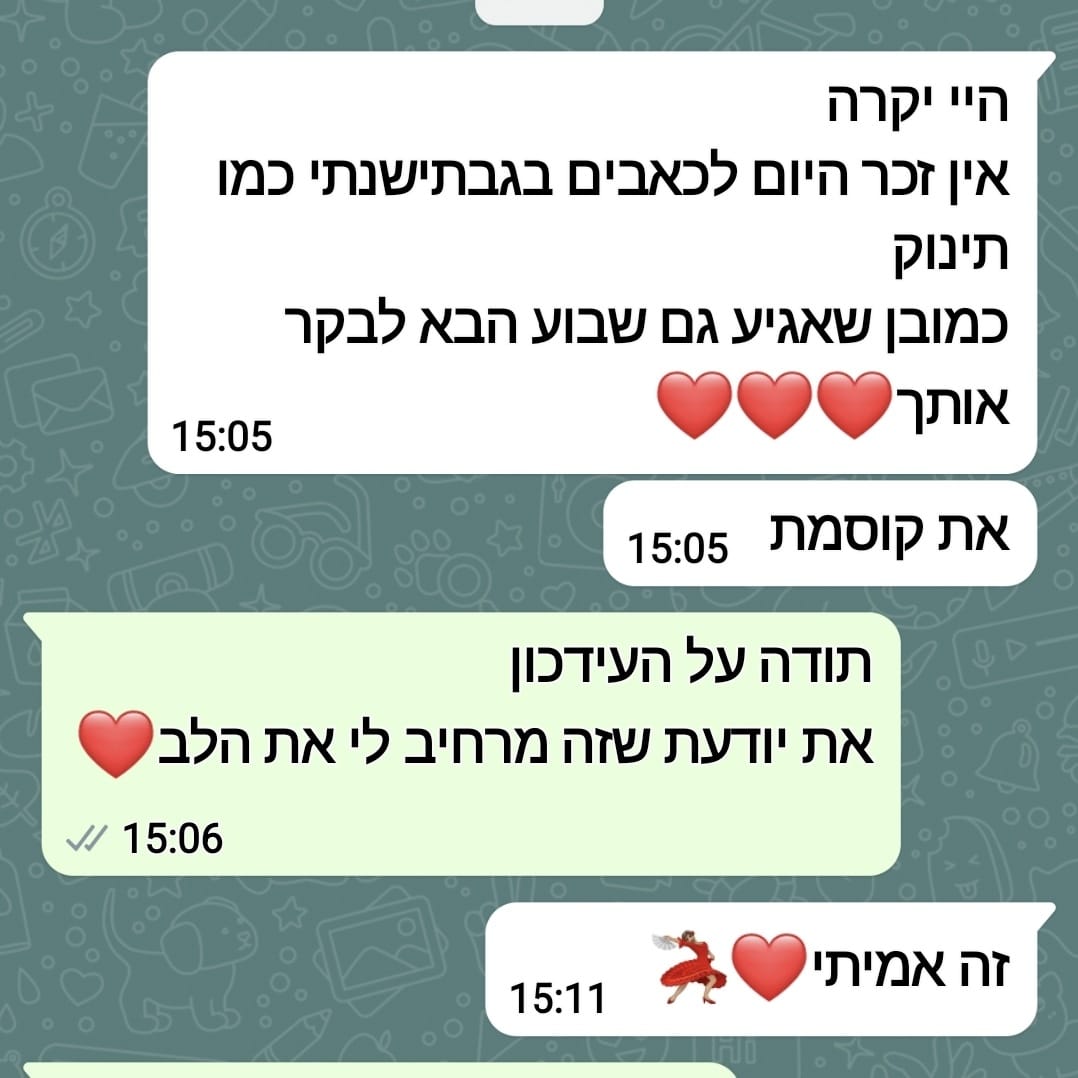 היי יקרה
אין זכר היום לכאבים בגבתישנתי כמו
תינוק
כמובן שאגיע גם שבוע הבא לבקר
אותך❤️❤️❤️
15:05
את קוסמת
15:05
תודה על העידכון
את יודעת שזה מרחיב לי את הלב❤️
15:06
זה אמיתי❤️💃🏽
15:11